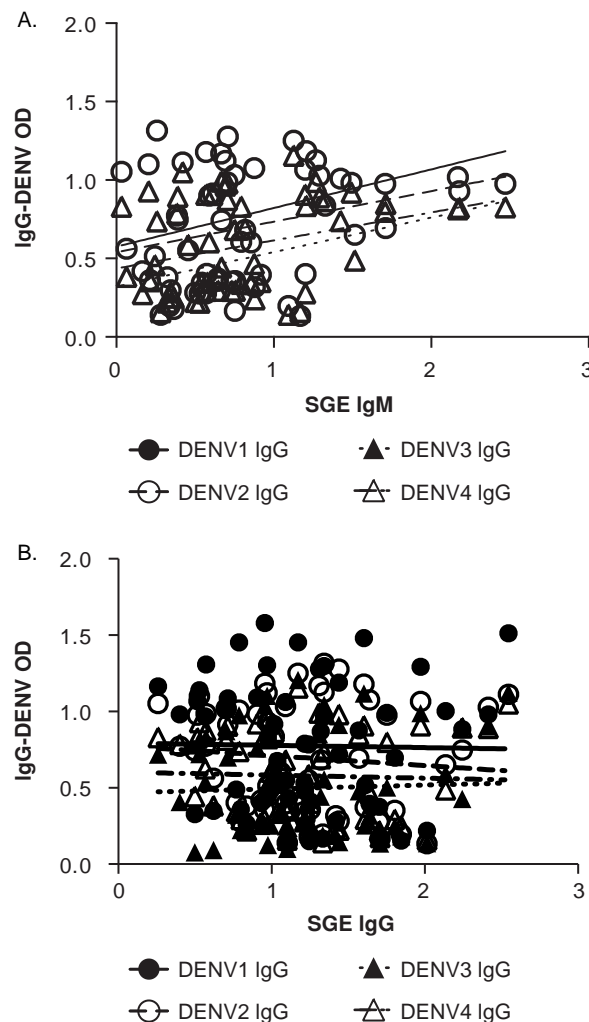 A.
2.0
1.5
1.0
0.5
0.0
IgG-DENV OD
0 1 2 3
SGE IgM
DENV1 IgG DENV3 IgG
DENV2 IgG DENV4 IgG
B.
2.0
1.5
1.0
0.5
0.0
IgG-DENV OD
0 1 2 3
SGE IgG
DENV1 IgG DENV3 IgG
DENV2 IgG DENV4 IgG